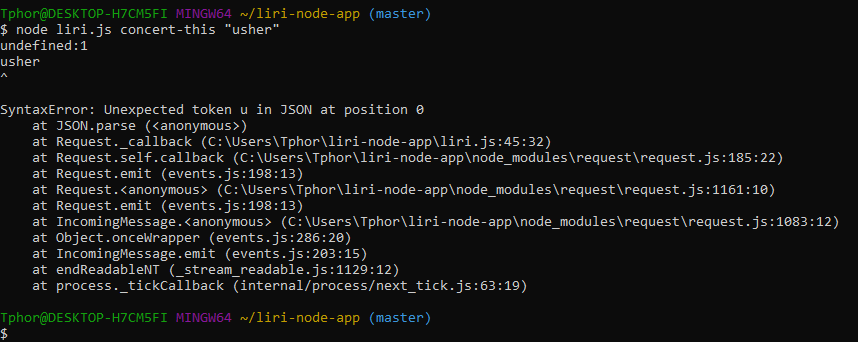 Tphor@DESKTOP-H7CM5FI MINGW64 ~/liri-node-app (master)
$ node liri.js concert-this "usher"
undefined:1
usher
^

SyntaxError: Unexpected token u in JSON at position 0
    at JSON.parse (<anonymous>)
    at Request._callback (C:\Users\Tphor\liri-node-app\liri.js:45:32)
    at Request.self.callback (C:\Users\Tphor\liri-node-app\node_modules\request\request.js:185:22)
    at Request.emit (events.js:198:13)
    at Request.<anonymous> (C:\Users\Tphor\liri-node-app\node_modules\request\request.js:1161:10)
    at Request.emit (events.js:198:13)
    at IncomingMessage.<anonymous> (C:\Users\Tphor\liri-node-app\node_modules\request\request.js:1083:12)
    at Object.onceWrapper (events.js:286:20)
    at IncomingMessage.emit (events.js:203:15)
    at endReadableNT (_stream_readable.js:1129:12)
    at process._tickCallback (internal/process/next_tick.js:63:19)

Tphor@DESKTOP-H7CM5FI MINGW64 ~/liri-node-app (master)
$